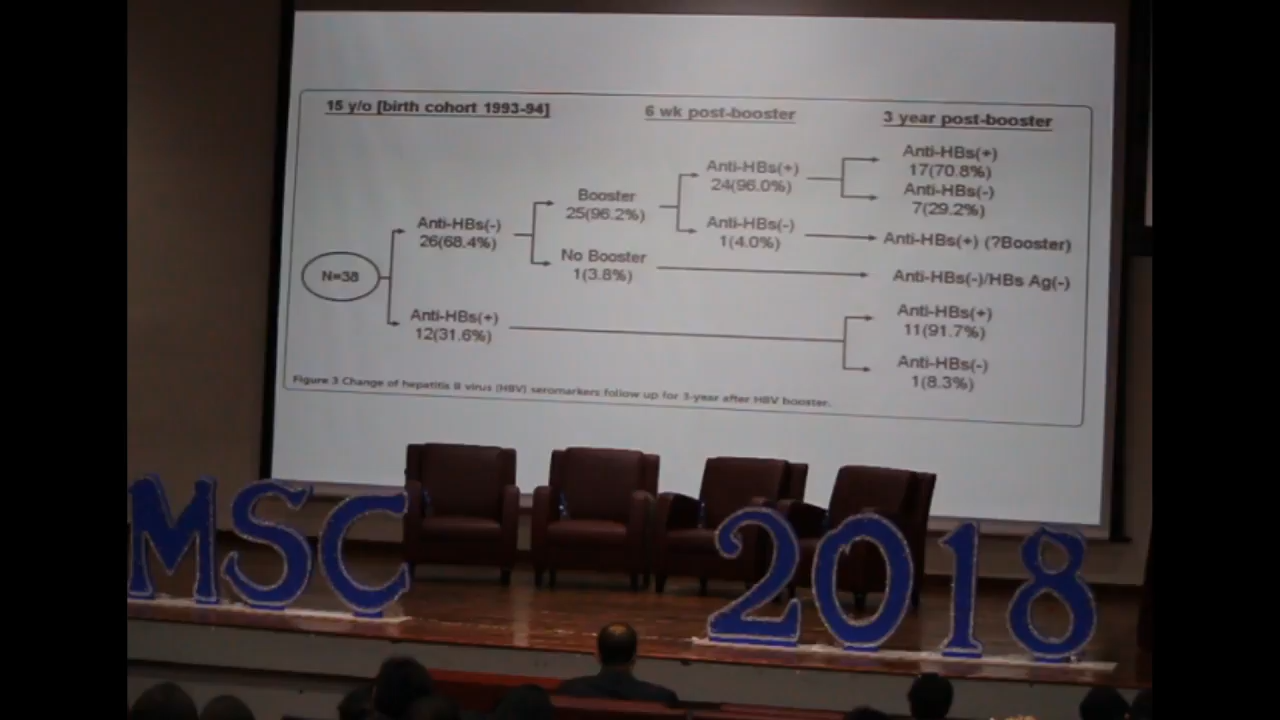 15 y/o [birth cohort 1993-94]
6 wk post-booster
3 year post-booster
Anti-HBs(+)
17(70.8%)
Anti-HBs(+)
24(96.0%)
Anti-HBs(-)
7(29.2%)
Booster
25(96.2%)
Anti-HBs(-)
26(68.4%)
Anti-HBs(-)
1(4.0%)
Anti-HBs(+) (?Booster)
No Booster
1(3.8%)
Anti-HBs(-)/HBs Ag(-)
N=38
Anti-HBs(+)
12(31.6%)
Anti-HBs(+)
11(91.7%)
Anti-HBs(-)
1(8.3%)
Figure 3 Change of hepatitis B virus (HBV) seromarkers follow up for 3-year after HBV booster.
MSC 2018